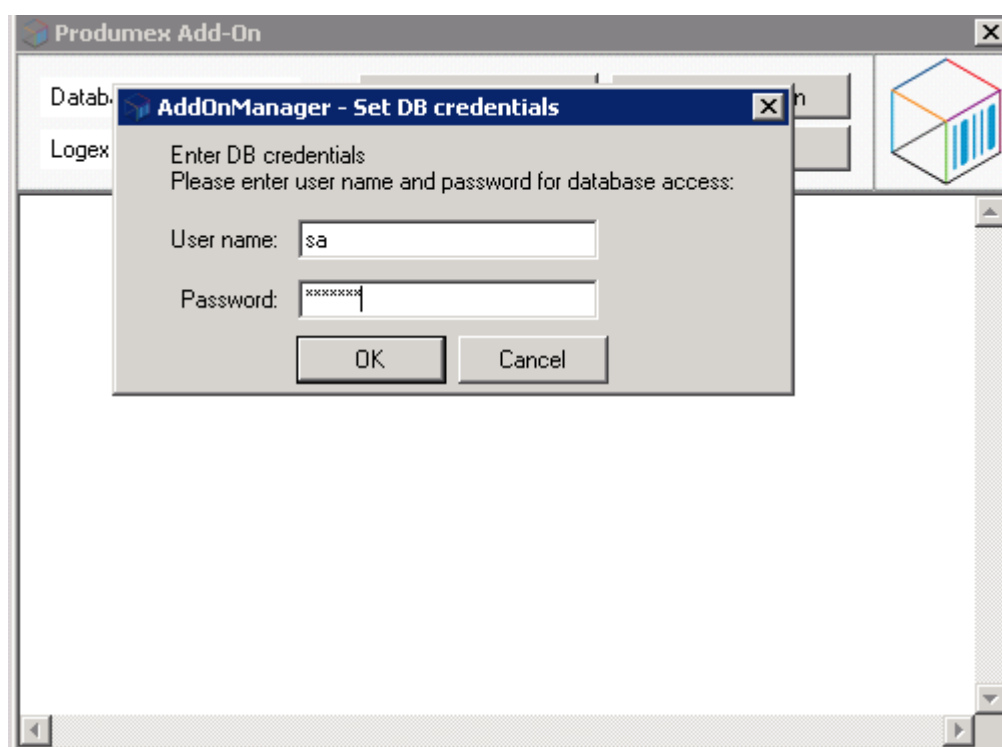 Produmex Add-On
AddOnManager - Set DB credentials
Logex
Enter DB credentials
Please enter user name and password for database access:
User name: sa
Password: *******
OK Cancel